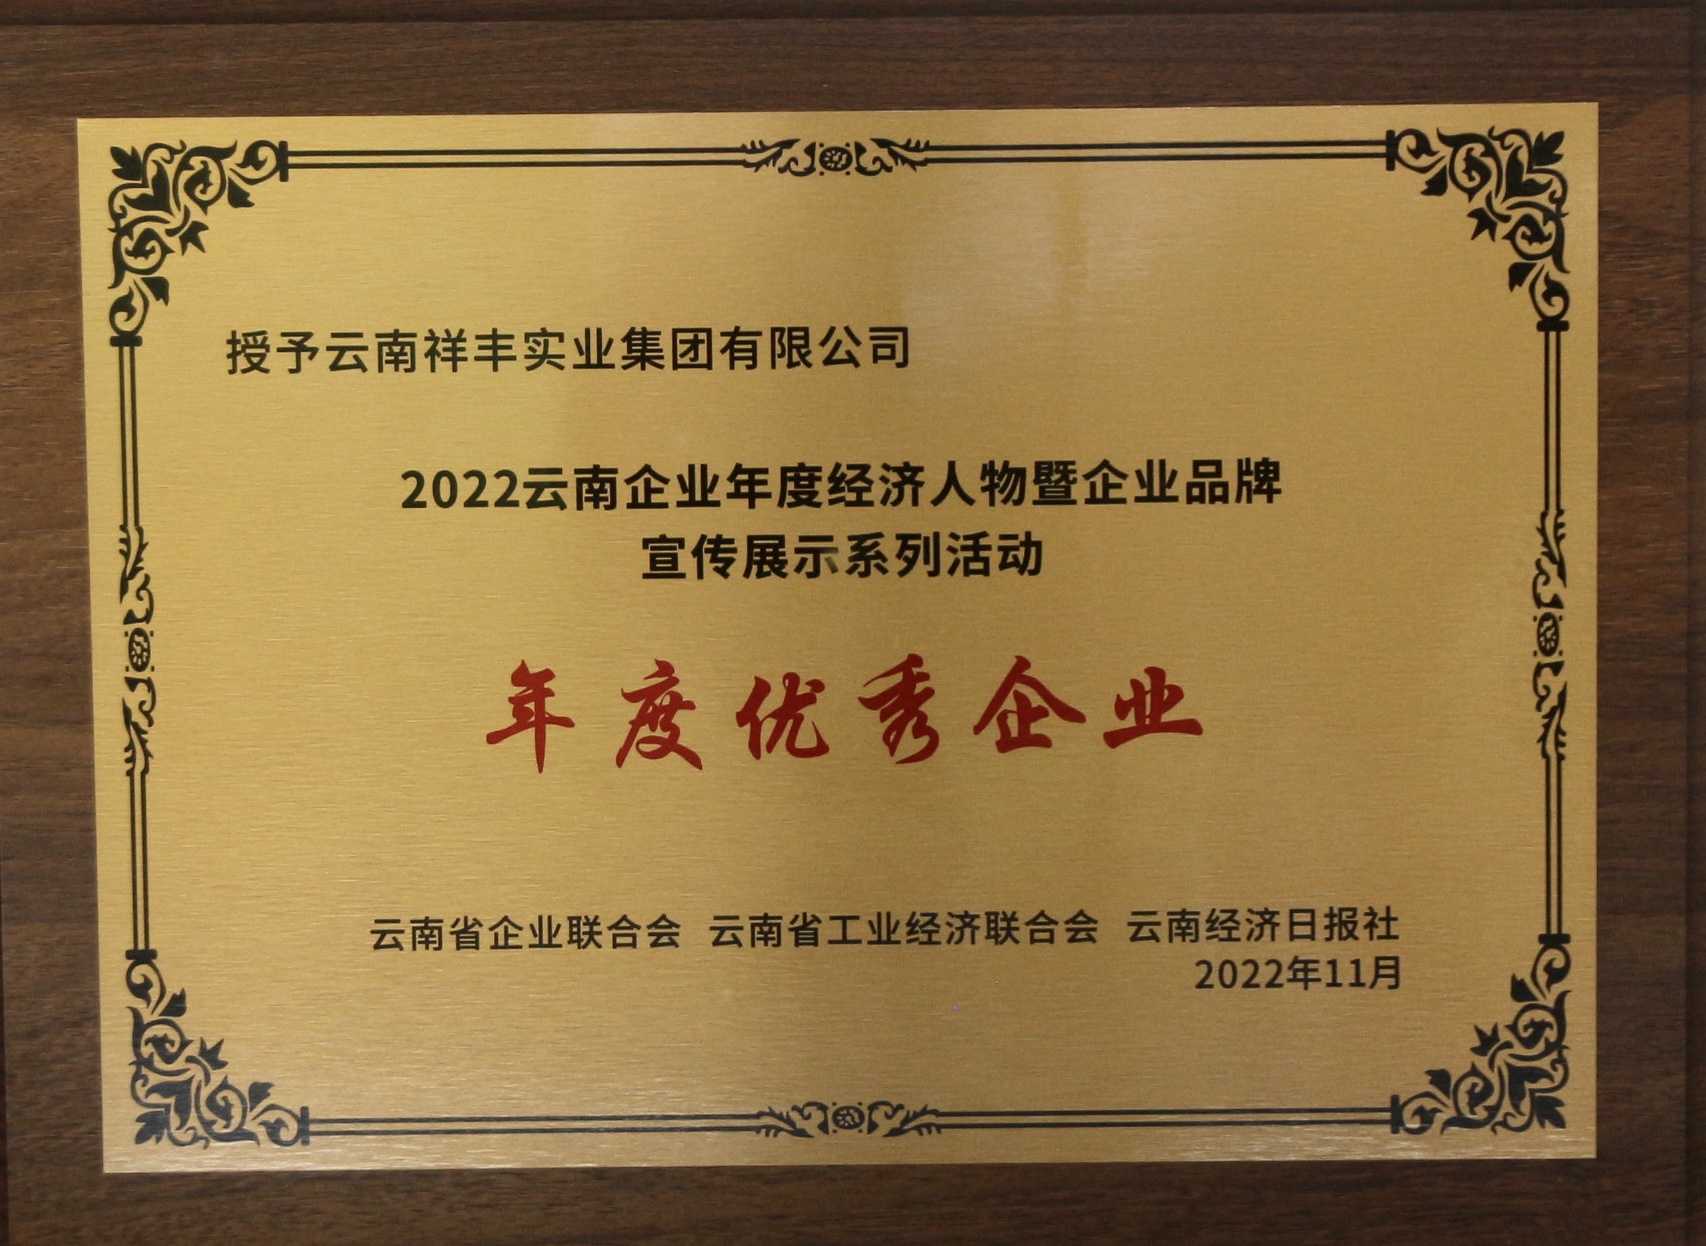 授予云南祥丰实业集团有限公司
2022云南企业年度经济人物暨企业品牌
宣传展示系列活动
年度优秀企业
云南省企业联合会 云南省工业经济联合会 云南经济日报社
2022年11月